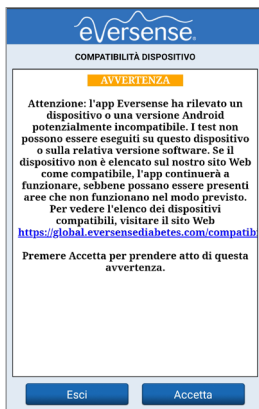 eversense.
COMPATIBILITÀ DISPOSITIVO
AVVERTENZA
Attenzione: l'app Eversense ha rilevato un
dispositivo o una versione Android
potenzialmente incompatibile. I test non
possono essere eseguiti su questo dispositivo
o sulla relativa versione software. Se il
dispositivo non è elencato sul nostro sito Web
come compatibile, l'app continuerà a
funzionare, sebbene possano essere presenti
aree che non funzionano nel modo previsto.
Per vedere l'elenco dei dispositivi
compatibili, visitare il sito Web
https://global.eversensediabetes.com/compatib
Premere Accetta per prendere atto di questa
avvertenza.
Esci
Accetta